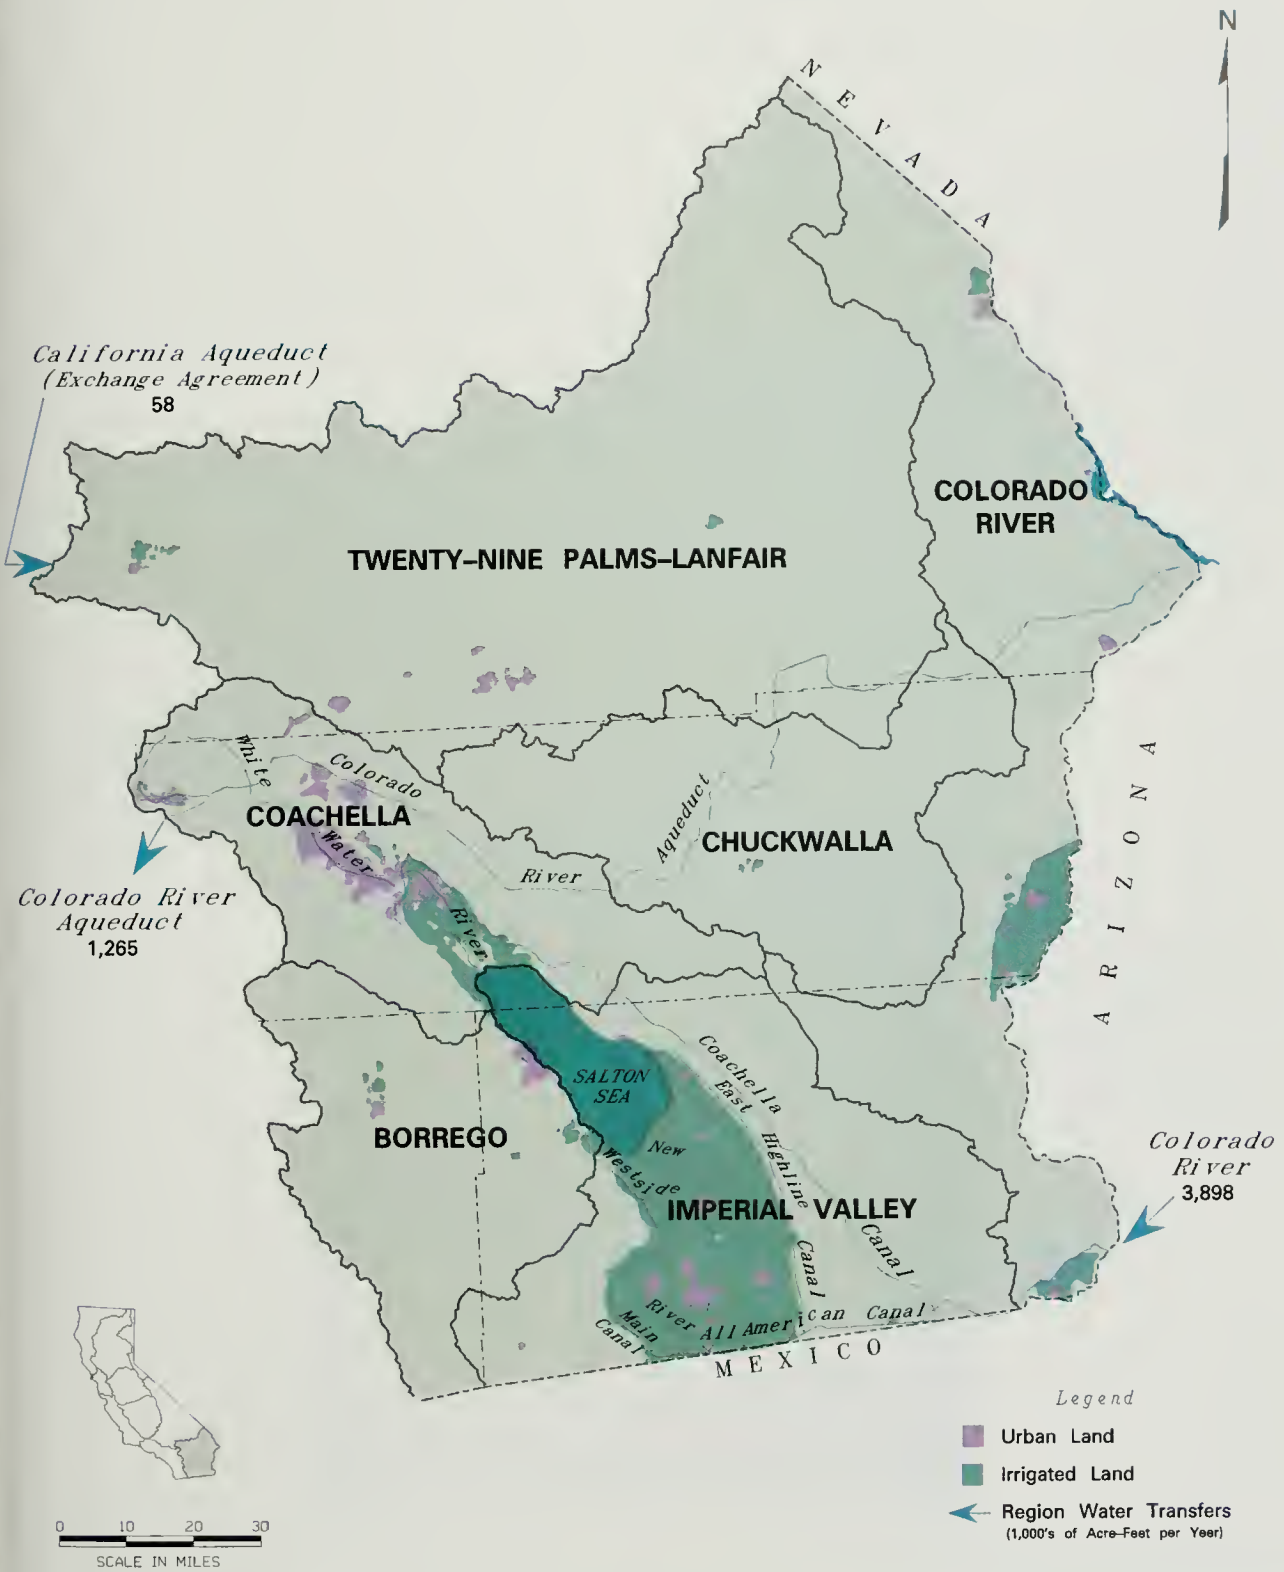 N
NEVADA
California Aqueduct
(Exchange Agreement)
58
COLORADO
RIVER
TWENTY–NINE PALMS–LANFAIR
White
Colorado
COACHELLA
Water
River
River
Aqueduct
CHUCKWALLA
ARIZONA
Colorado River
Aqueduct
1,265
SALTON
SEA
Coachella
East
Highline
Canal
Canal
BORREGO
New
Westside
IMPERIAL VALLEY
Colorado
River
3,898
River
Main
Canal
All American Canal
MEXICO
Legend
Urban Land
Irrigated Land
Region Water Transfers
(1,000's of Acre–Feet per Year)
0 10 20 30
SCALE IN MILES